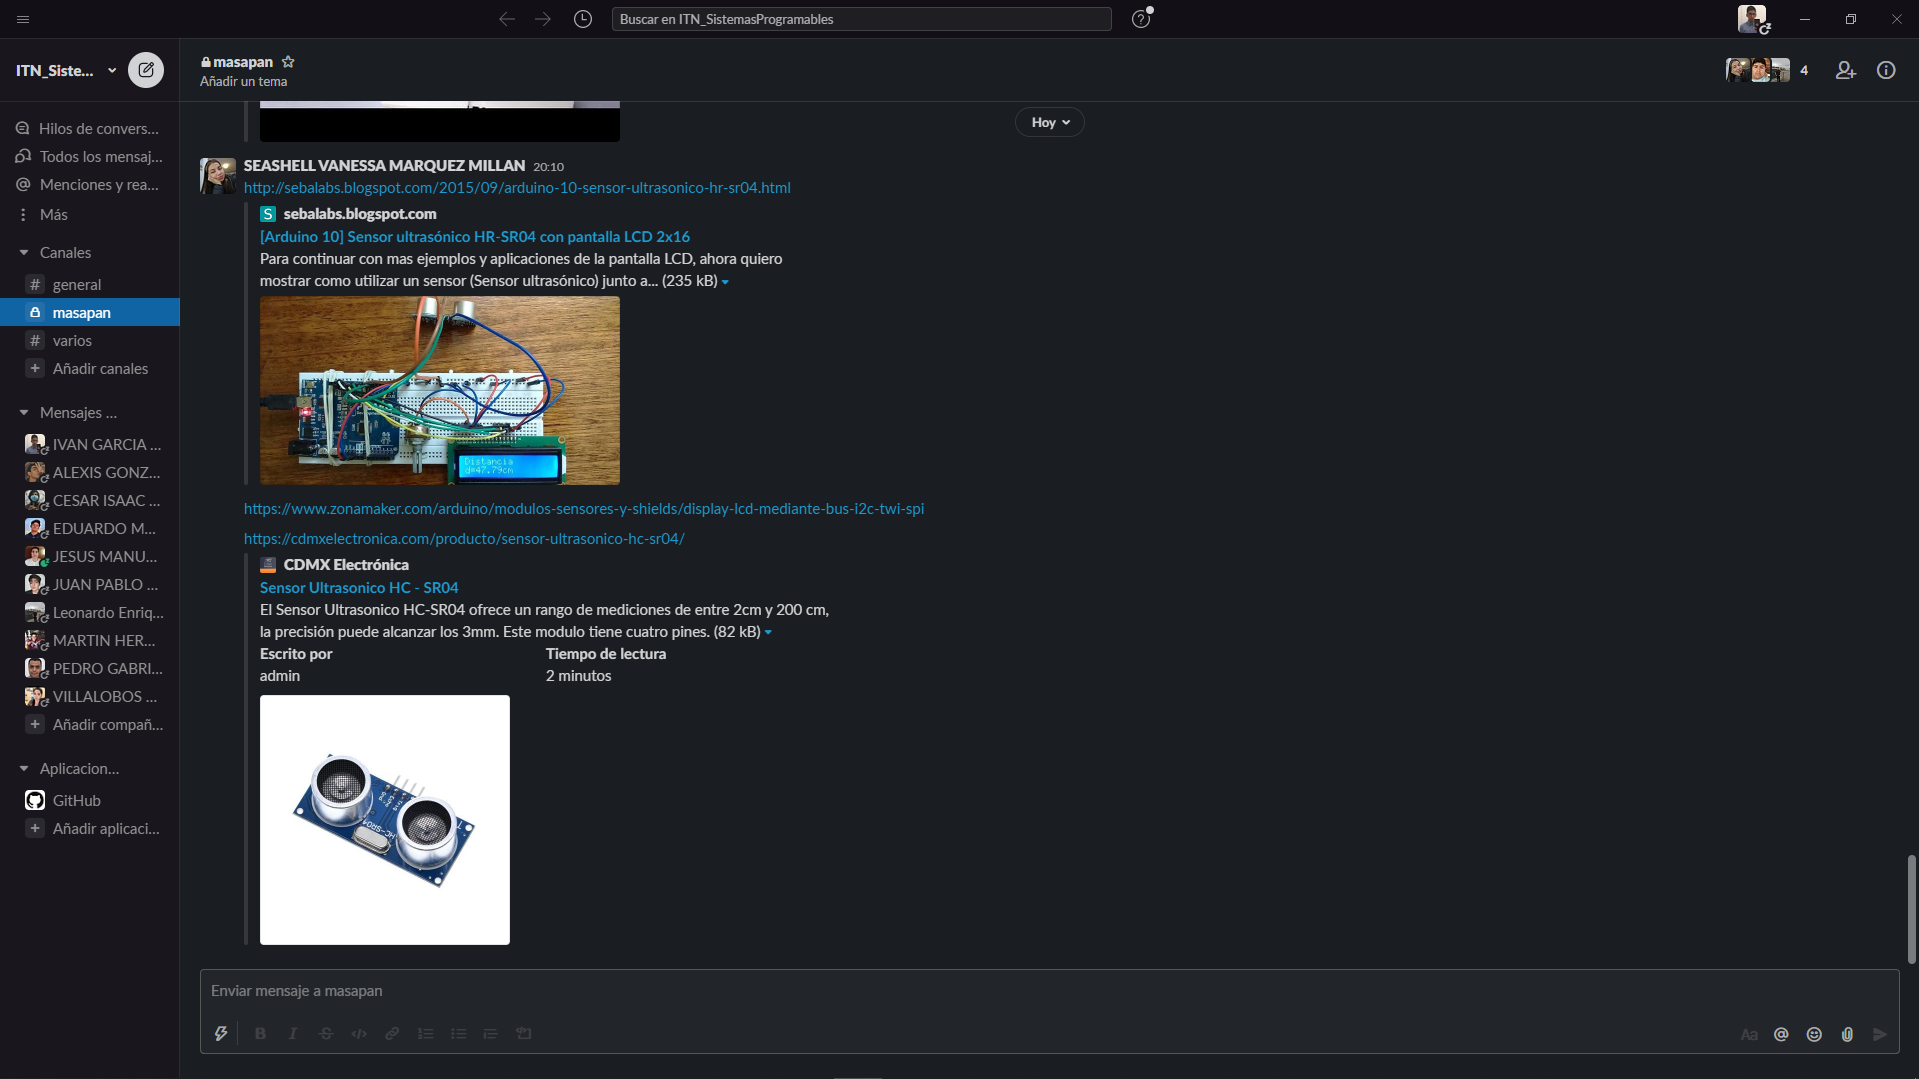 Buscar en ITN_SistemasProgramables
ITN_Siste...
masapan
Añadir un tema
4
Hilos de convers...
Todos los mensaj...
Menciones y rea...
Más
Canales
# general
masapan
# varios
+ Añadir canales
Mensajes ...
IVAN GARCIA ...
ALEXIS GONZ...
CESAR ISAAC ...
EDUARDO M...
JESUS MANU...
JUAN PABLO ...
Leonardo Enriq...
MARTIN HER...
PEDRO GABRI...
VILLALOBOS ...
+ Añadir compañ...
Aplicacion...
GitHub
+ Añadir aplicaci...
Hoy
SEASHELL VANESSA MARQUEZ MILLAN 20:10
http://sebalabs.blogspot.com/2015/09/arduino-10-sensor-ultrasonico-hr-sr04.html
S sebalabs.blogspot.com
[Arduino 10] Sensor ultrasónico HR-SR04 con pantalla LCD 2x16
Para continuar con mas ejemplos y aplicaciones de la pantalla LCD, ahora quiero
mostrar como utilizar un sensor (Sensor ultrasónico) junto a... (235 kB)
Distancia
d=47.79cm
https://www.zonamaker.com/arduino/modulos-sensores-y-shields/display-lcd-mediante-bus-i2c-twi-spi
https://cdmxelectronica.com/producto/sensor-ultrasonico-hc-sr04/
CDMX Electrónica
Sensor Ultrasonico HC - SR04
El Sensor Ultrasonico HC-SR04 ofrece un rango de mediciones de entre 2cm y 200 cm,
la precisión puede alcanzar los 3mm. Este modulo tiene cuatro pines. (82 kB)
Escrito por Tiempo de lectura
admin 2 minutos
HC-SR04
Enviar mensaje a masapan
B I S </> Aa @